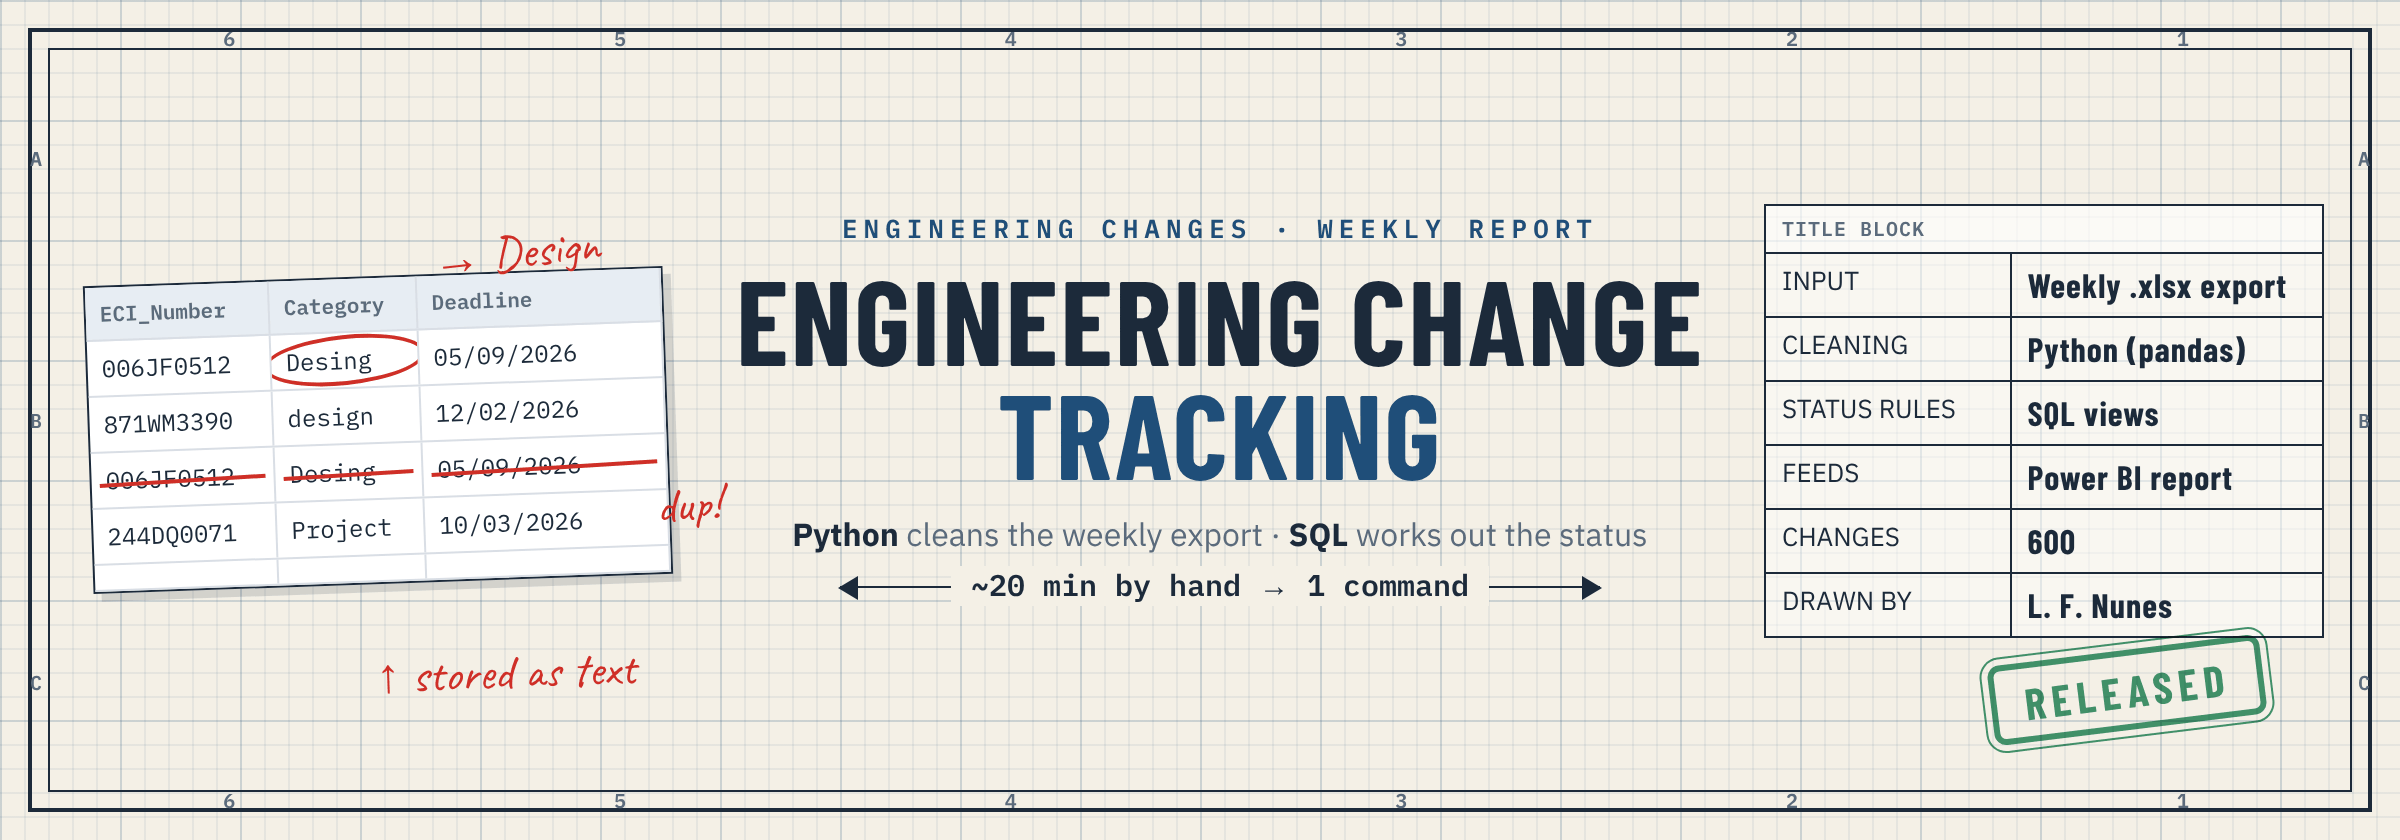 6 5 4 3 2 1
A A
B B
C C
→ Design
ECI_Number Category Deadline
006JF0512 Desing 05/09/2026
871WM3390 design 12/02/2026
006JF0512 Desing 05/09/2026
dup!
244DQ0071 Project 10/03/2026
↑ stored as text
ENGINEERING CHANGES · WEEKLY REPORT
ENGINEERING CHANGE
TRACKING
Python cleans the weekly export · SQL works out the status
~20 min by hand → 1 command
TITLE BLOCK
INPUT Weekly .xlsx export
CLEANING Python (pandas)
STATUS RULES SQL views
FEEDS Power BI report
CHANGES 600
DRAWN BY L. F. Nunes
RELEASED
6 5 4 3 2 1